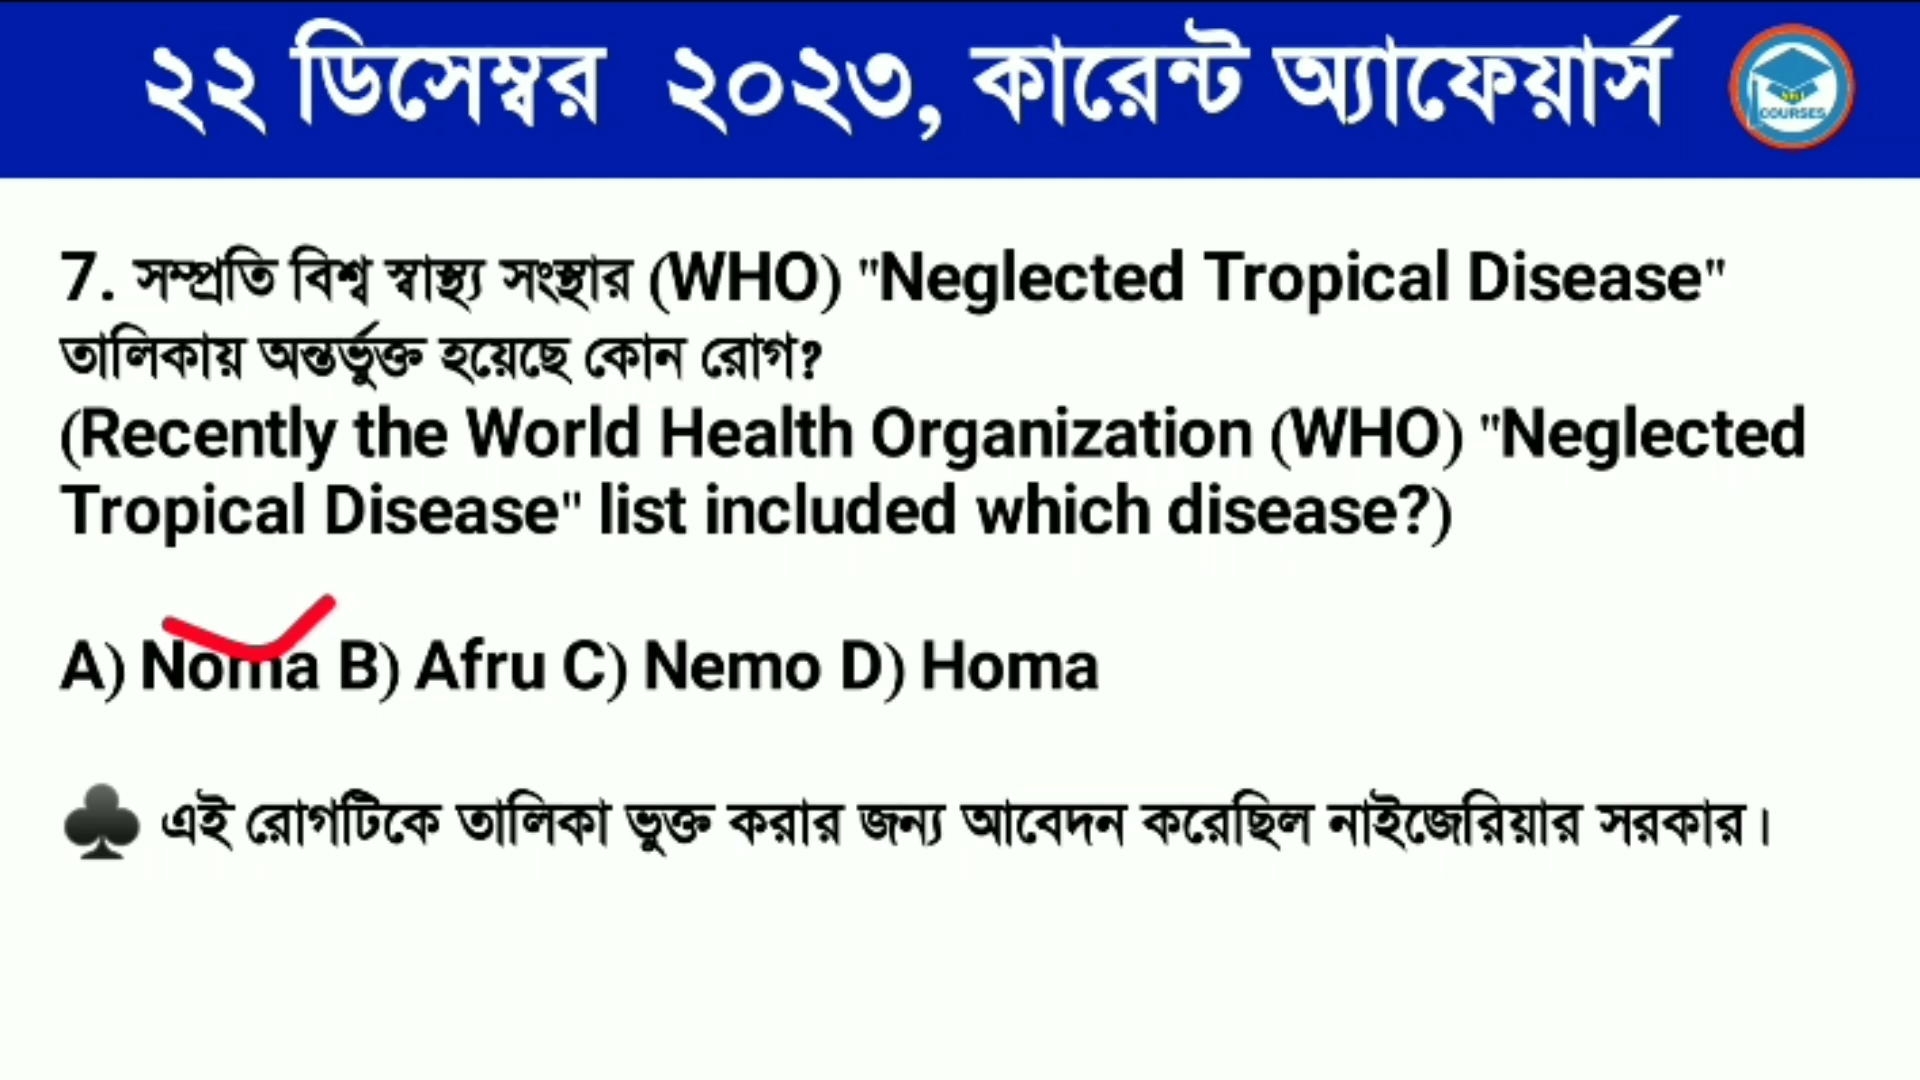 ২২ ডিসেম্বর ২০২৩, কারেন্ট অ্যাফেয়ার্স
COURSES
7. সম্প্রতি বিশ্ব স্বাস্থ্য সংস্থার (WHO) "Neglected Tropical Disease"
তালিকায় অন্তর্ভুক্ত হয়েছে কোন রোগ?
(Recently the World Health Organization (WHO) "Neglected
Tropical Disease" list included which disease?)
A) Noma B) Afru C) Nemo D) Homa
♣ এই রোগটিকে তালিকা ভুক্ত করার জন্য আবেদন করেছিল নাইজেরিয়ার সরকার।